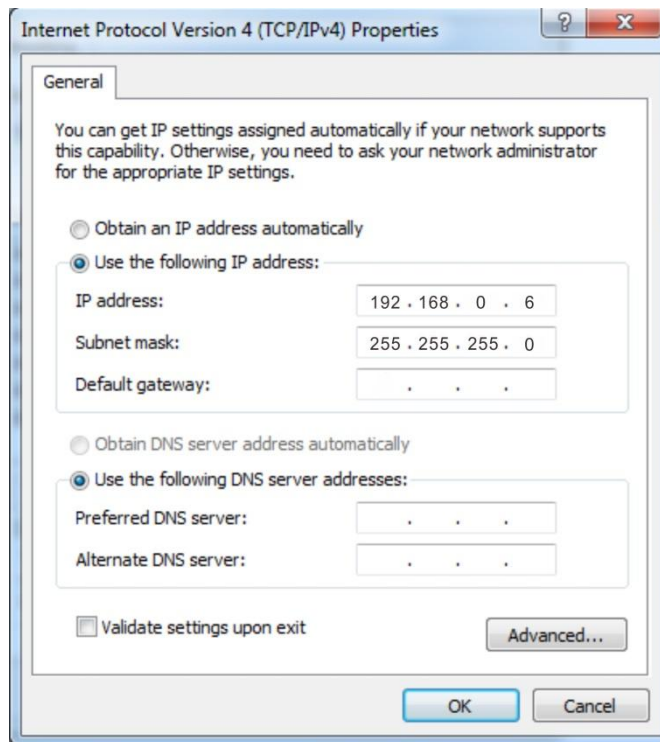 Internet Protocol Version 4 (TCP/IPv4) Properties
?
X
General
You can get IP settings assigned automatically if your network supports
this capability. Otherwise, you need to ask your network administrator
for the appropriate IP settings.
Obtain an IP address automatically
Use the following IP address:
IP address: 192 . 168 . 0 . 6
Subnet mask: 255 . 255 . 255 . 0
Default gateway: . . .
Obtain DNS server address automatically
Use the following DNS server addresses:
Preferred DNS server: . . .
Alternate DNS server: . . .
Validate settings upon exit
Advanced...
OK Cancel